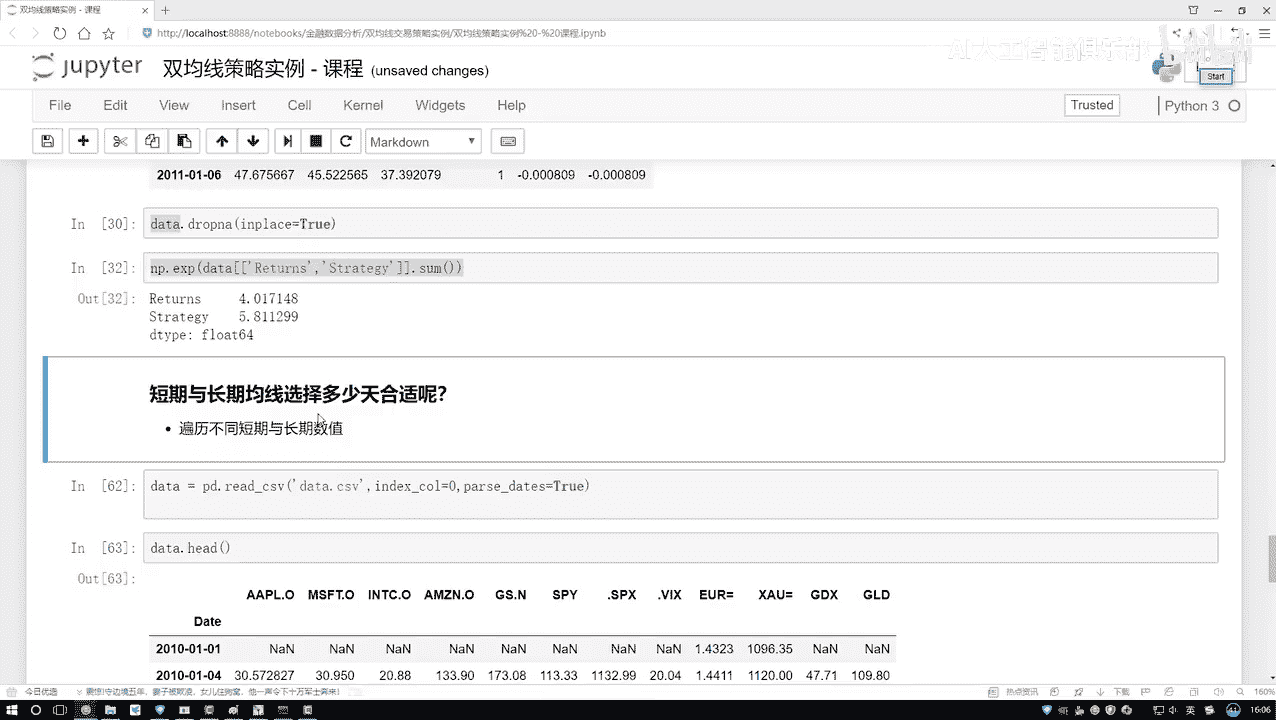 双均线策略实例 - 课程
http://localhost:8888/notebooks/金融数据分析/双均线交易策略实例/双均线策略实例%20-%20课程.ipynb
AI人工智能俱乐部
jupyter 双均线策略实例 - 课程 (unsaved changes)
Start
File Edit View Insert Cell Kernel Widgets Help Trusted Python 3
Markdown
2011-01-06 47.675667 45.522565 37.392079 1 -0.000809 -0.000809
In [30]: data.dropna(inplace=True)
In [32]: np.exp(data[['Returns','Strategy']].sum())
Out[32]: Returns 4.017148
Strategy 5.811299
dtype: float64
短期与长期均线选择多少天合适呢?
• 遍历不同短期与长期数值
In [62]: data = pd.read_csv('data.csv',index_col=0,parse_dates=True)
In [63]: data.head()
Out[63]:
AAPL.O MSFT.O INTC.O AMZN.O GS.N SPY .SPX .VIX EUR= XAU= GDX GLD
Date
2010-01-01 NaN NaN NaN NaN NaN NaN NaN NaN 1.4323 1096.35 NaN NaN
2010-01-04 30.572827 30.950 20.88 133.90 173.08 113.33 1132.99 20.04 1.4411 1120.00 47.71 109.80
今日优选 热点资讯 下载 160%
英 16:06